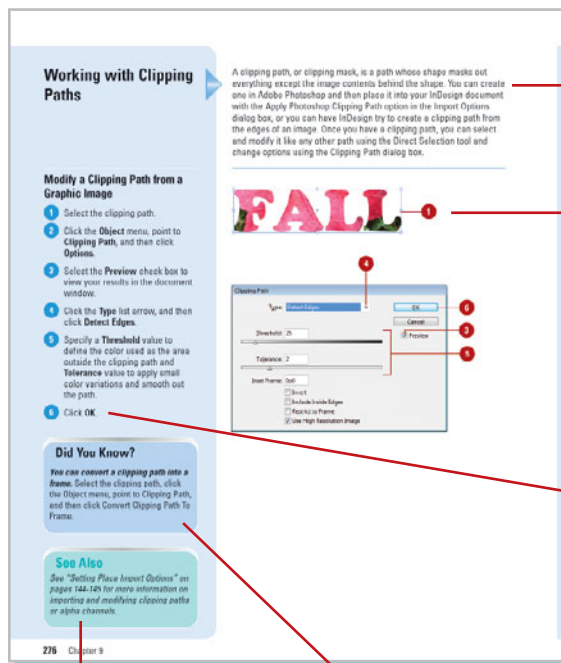 Working with Clipping
Paths
A clipping path, or clipping mask, is a path whose shape masks out
everything except the image contents behind the shape. You can create
one in Adobe Photoshop and then place it into your InDesign document
with the Apply Photoshop Clipping Path option in the Import Options
dialog box, or you can have InDesign try to create a clipping path from
the edges of an image. Once you have a clipping path, you can select
and modify it like any other path using the Direct Selection tool and
change options using the Clipping Path dialog box.
Modify a Clipping Path from a
Graphic Image
1 Select the clipping path.
2 Click the Object menu, point to
Clipping Path, and then click
Options.
3 Select the Preview check box to
view your results in the document
window.
4 Click the Type list arrow, and then
click Detect Edges.
5 Specify a Threshold value to
define the color used as the area
outside the clipping path and
Tolerance value to apply small
color variations and smooth out
the path.
6 Click OK.
FALL
1
4
Clipping Path
Type: Detect Edges
OK
6
Cancel
3
Threshold: 25
Preview
5
Tolerance: 2
Inset Frame: 0p0
Invert
Include Inside Edges
Restrict to Frame
Use High Resolution Image
Did You Know?
You can convert a clipping path into a
frame. Select the clipping path, click
the Object menu, point to Clipping Path,
and then click Convert Clipping Path To
Frame.
See Also
See "Setting Place Import Options" on
pages 144-145 for more information on
importing and modifying clipping paths
or alpha channels.
276 Chapter 9